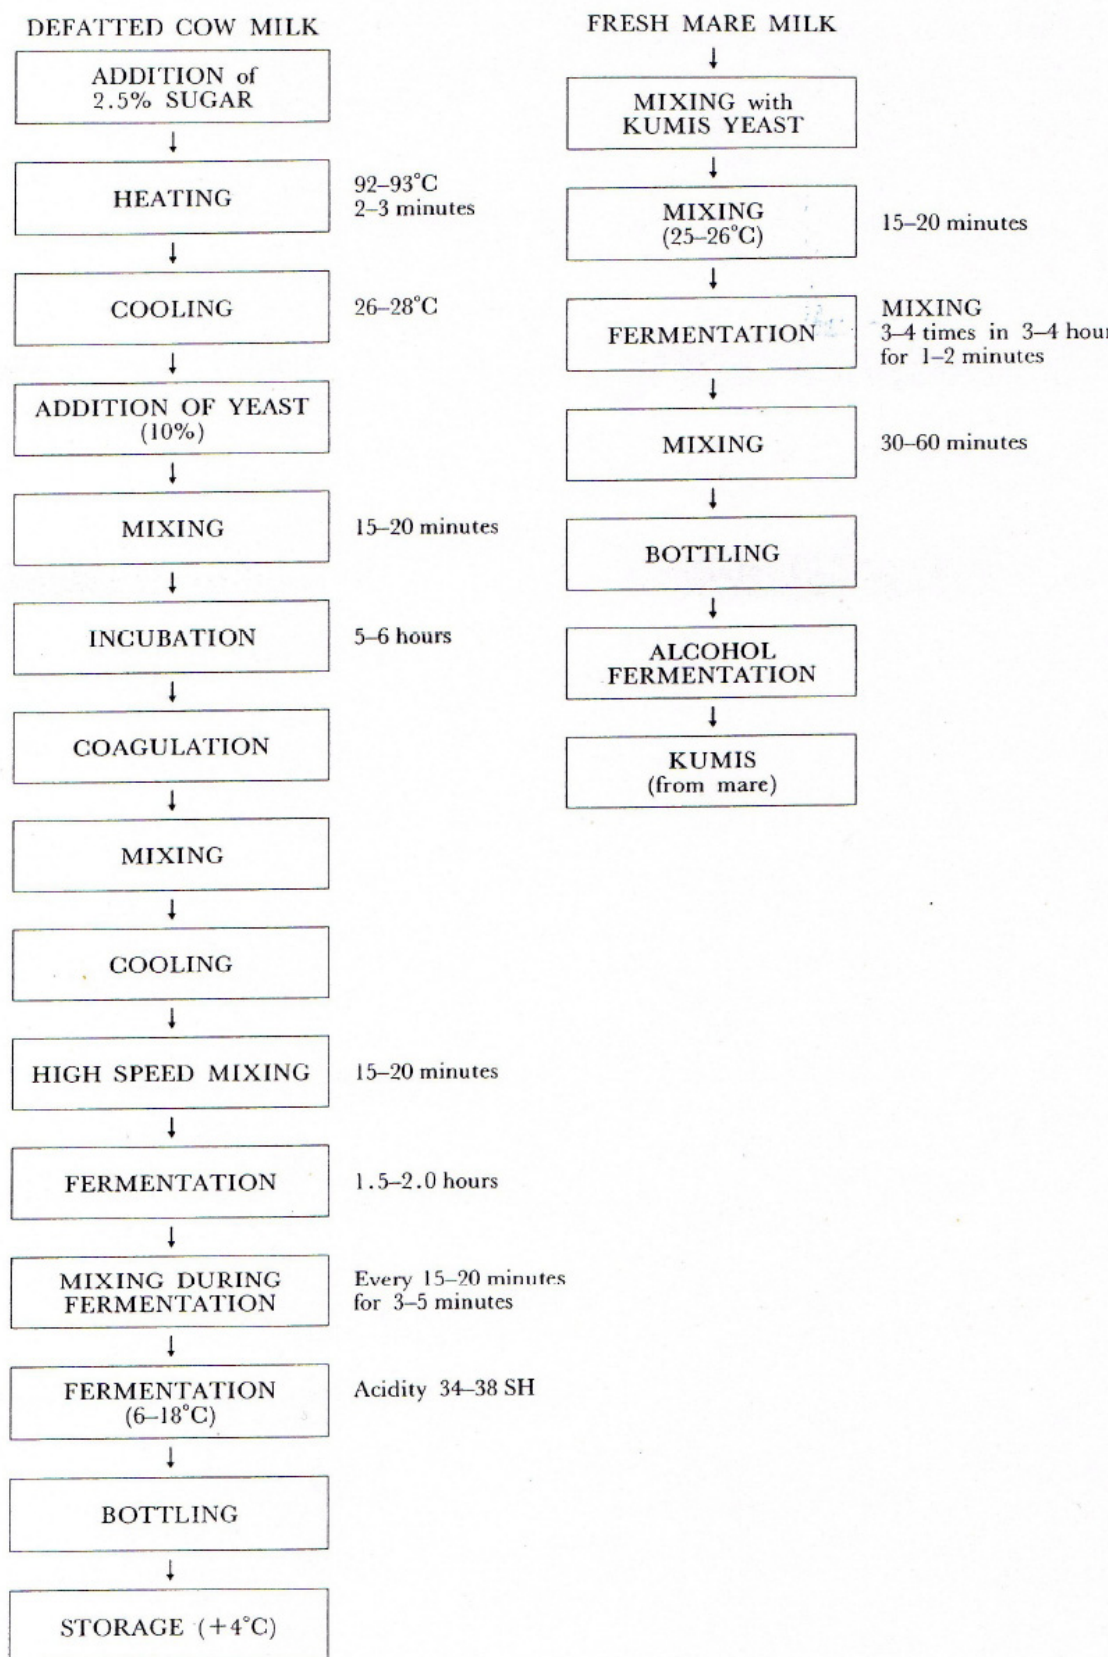 DEFATTED COW MILK
ADDITION of
2.5% SUGAR
HEATING
92–93°C
2–3 minutes
COOLING
26–28°C
ADDITION OF YEAST
(10%)
MIXING
15–20 minutes
INCUBATION
5–6 hours
COAGULATION
MIXING
COOLING
HIGH SPEED MIXING
15–20 minutes
FERMENTATION
1.5–2.0 hours
MIXING DURING
FERMENTATION
Every 15–20 minutes
for 3–5 minutes
FERMENTATION
(6–18°C)
Acidity 34–38 SH
BOTTLING
STORAGE (+4°C)
FRESH MARE MILK
MIXING with
KUMIS YEAST
MIXING
(25–26°C)
15–20 minutes
FERMENTATION
MIXING
3–4 times in 3–4 hour
for 1–2 minutes
MIXING
30–60 minutes
BOTTLING
ALCOHOL
FERMENTATION
KUMIS
(from mare)